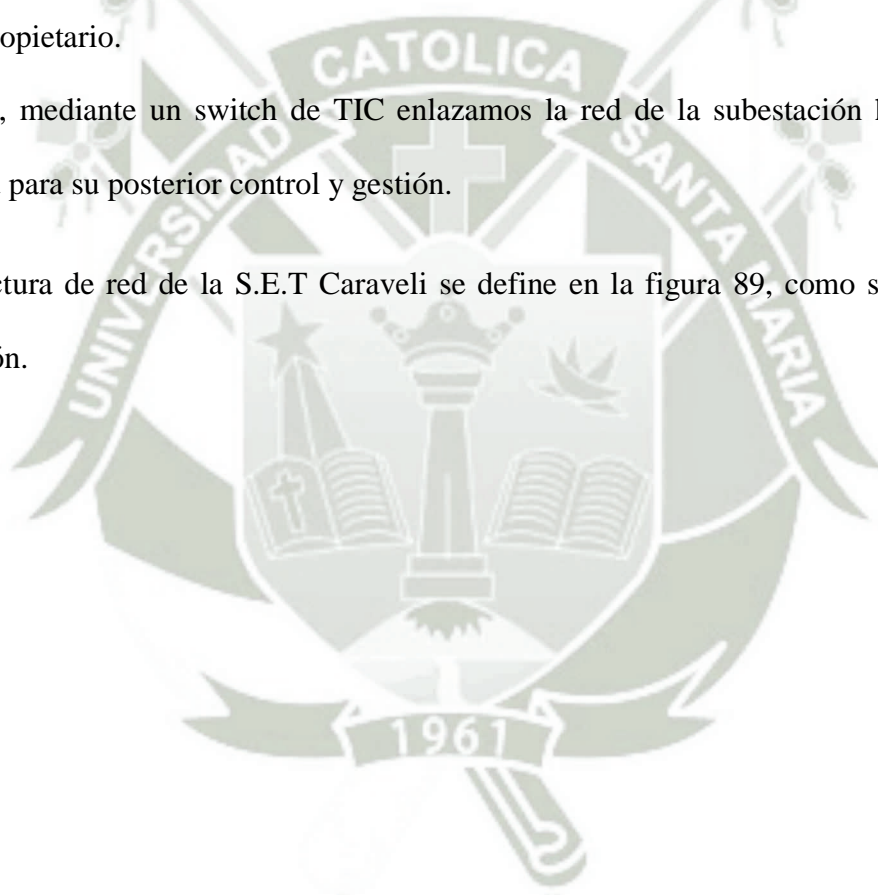 opietario.
CATOLICA
, mediante un switch de TIC enlazamos la red de la subestación
UNIVERSIDAD
SANTA MARIA
para su posterior control y gestión.
ctura de red de la S.E.T Caraveli se define en la figura 89, como s
ón.
1961